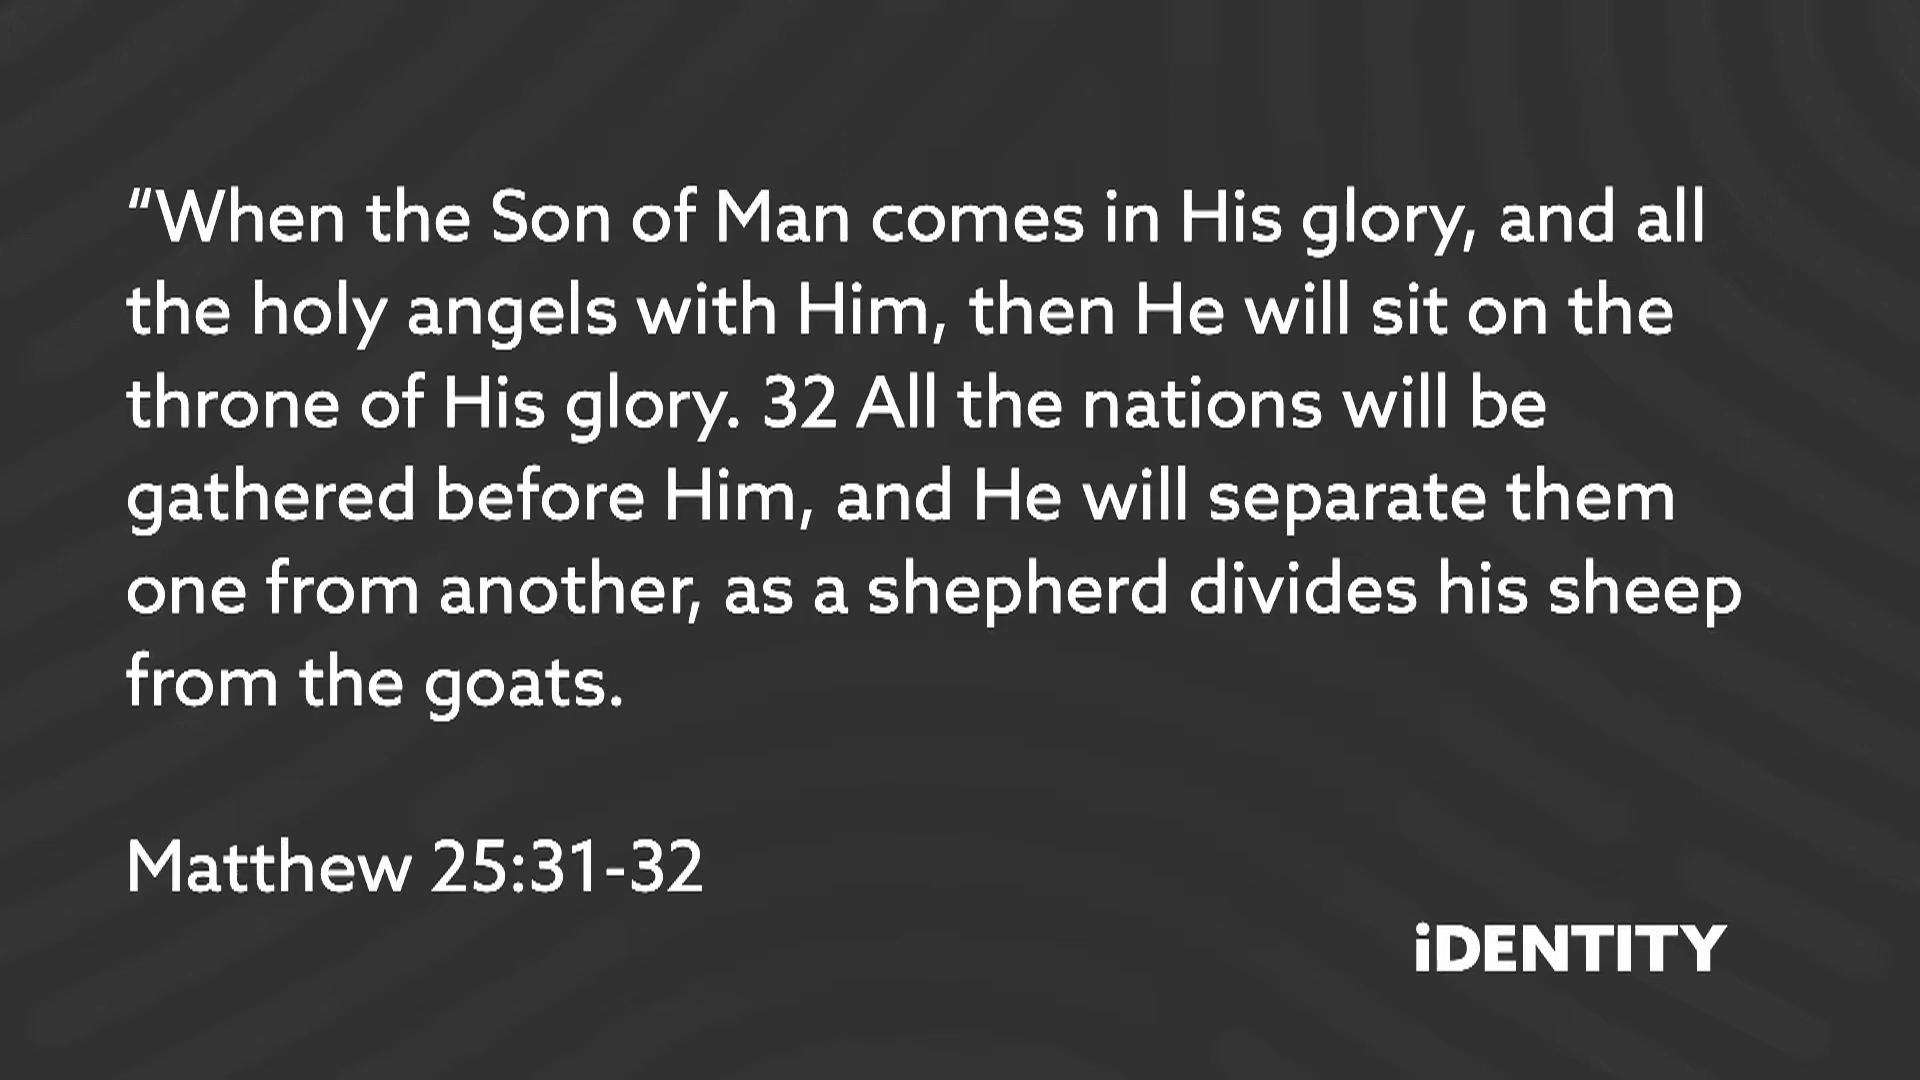 “When the Son of Man comes in His glory, and all
the holy angels with Him, then He will sit on the
throne of His glory. 32 All the nations will be
gathered before Him, and He will separate them
one from another, as a shepherd divides his sheep
from the goats.
Matthew 25:31-32
iDENTITY